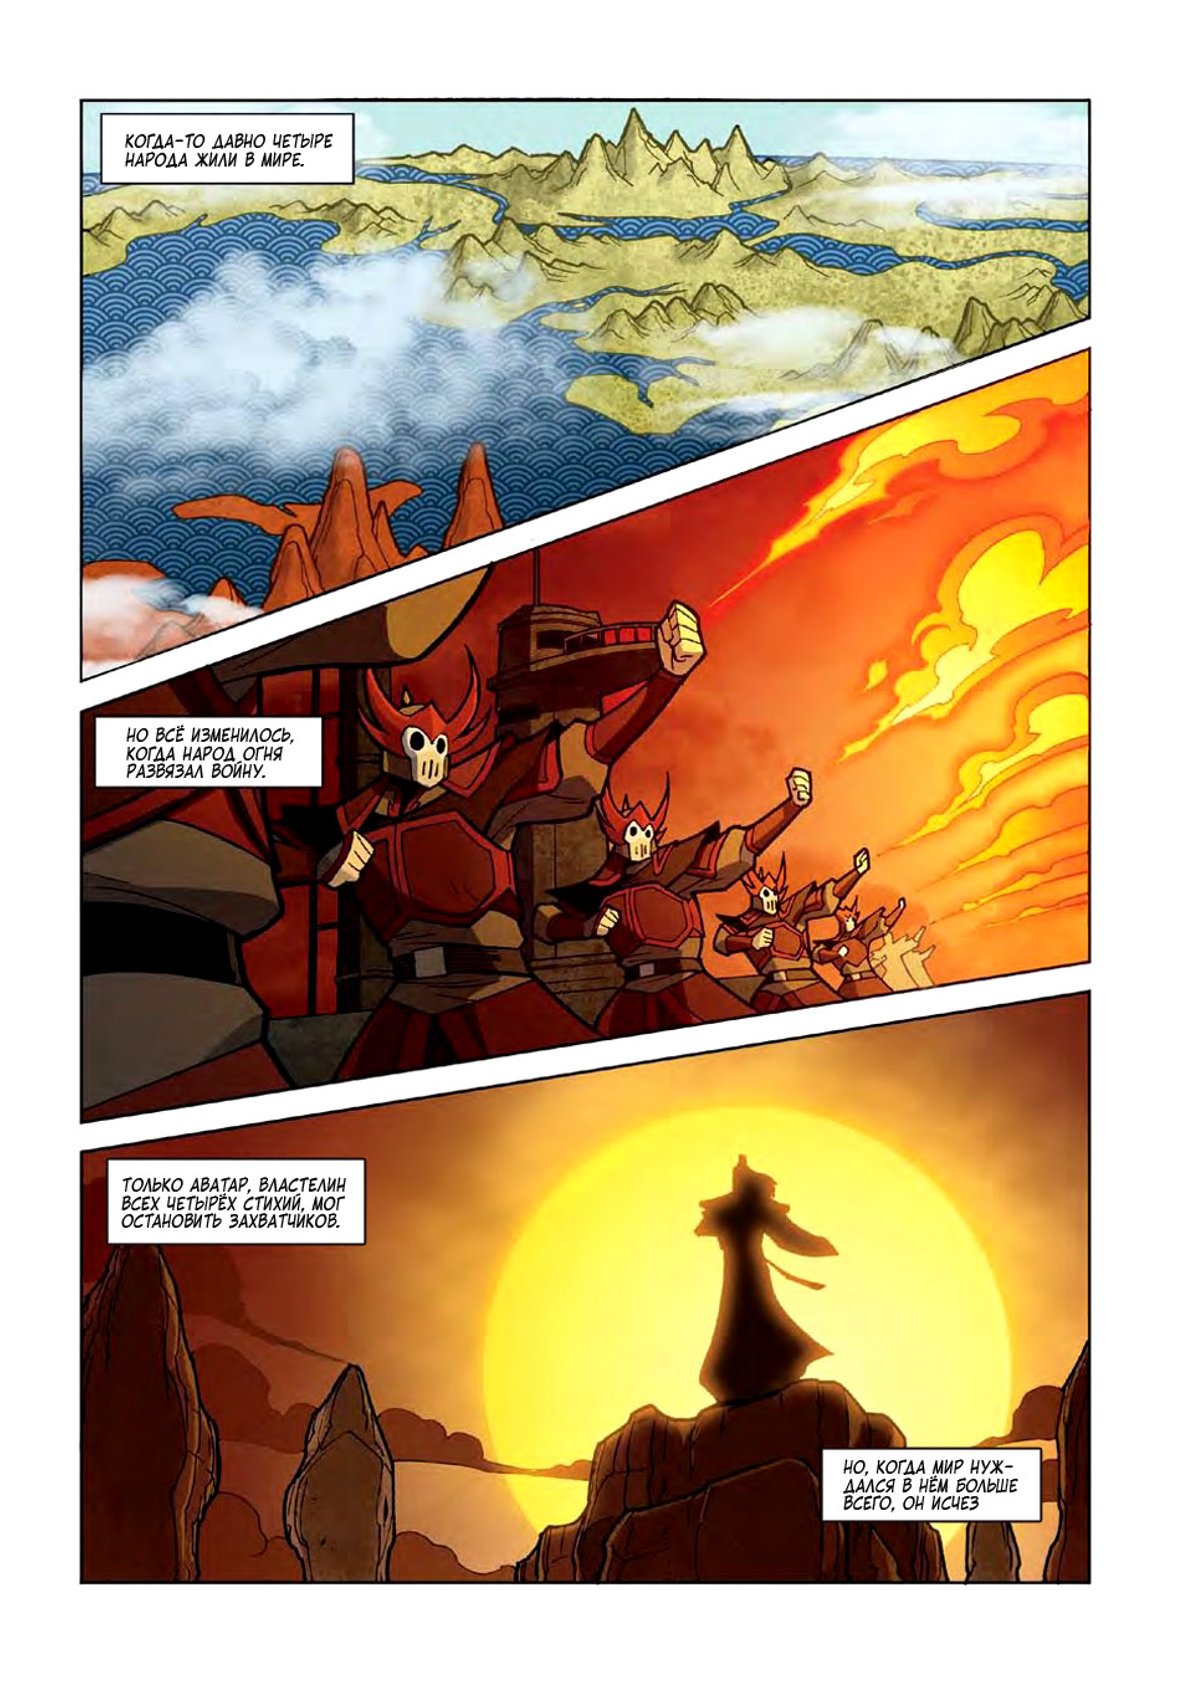 КОГДА-ТО ДАВНО ЧЕТЫРЕ
НАРОДА ЖИЛИ В МИРЕ.
НО ВСЁ ИЗМЕНИЛОСЬ,
КОГДА НАРОД ОГНЯ
РАЗВЯЗАЛ ВОЙНУ.
ТОЛЬКО АВАТАР, ВЛАСТЕЛИН
ВСЕХ ЧЕТЫРЁХ СТИХИЙ, МОГ
ОСТАНОВИТЬ ЗАХВАТЧИКОВ.
НО, КОГДА МИР НУЖ-
ДАЛСЯ В НЁМ БОЛЬШЕ
ВСЕГО, ОН ИСЧЕЗ